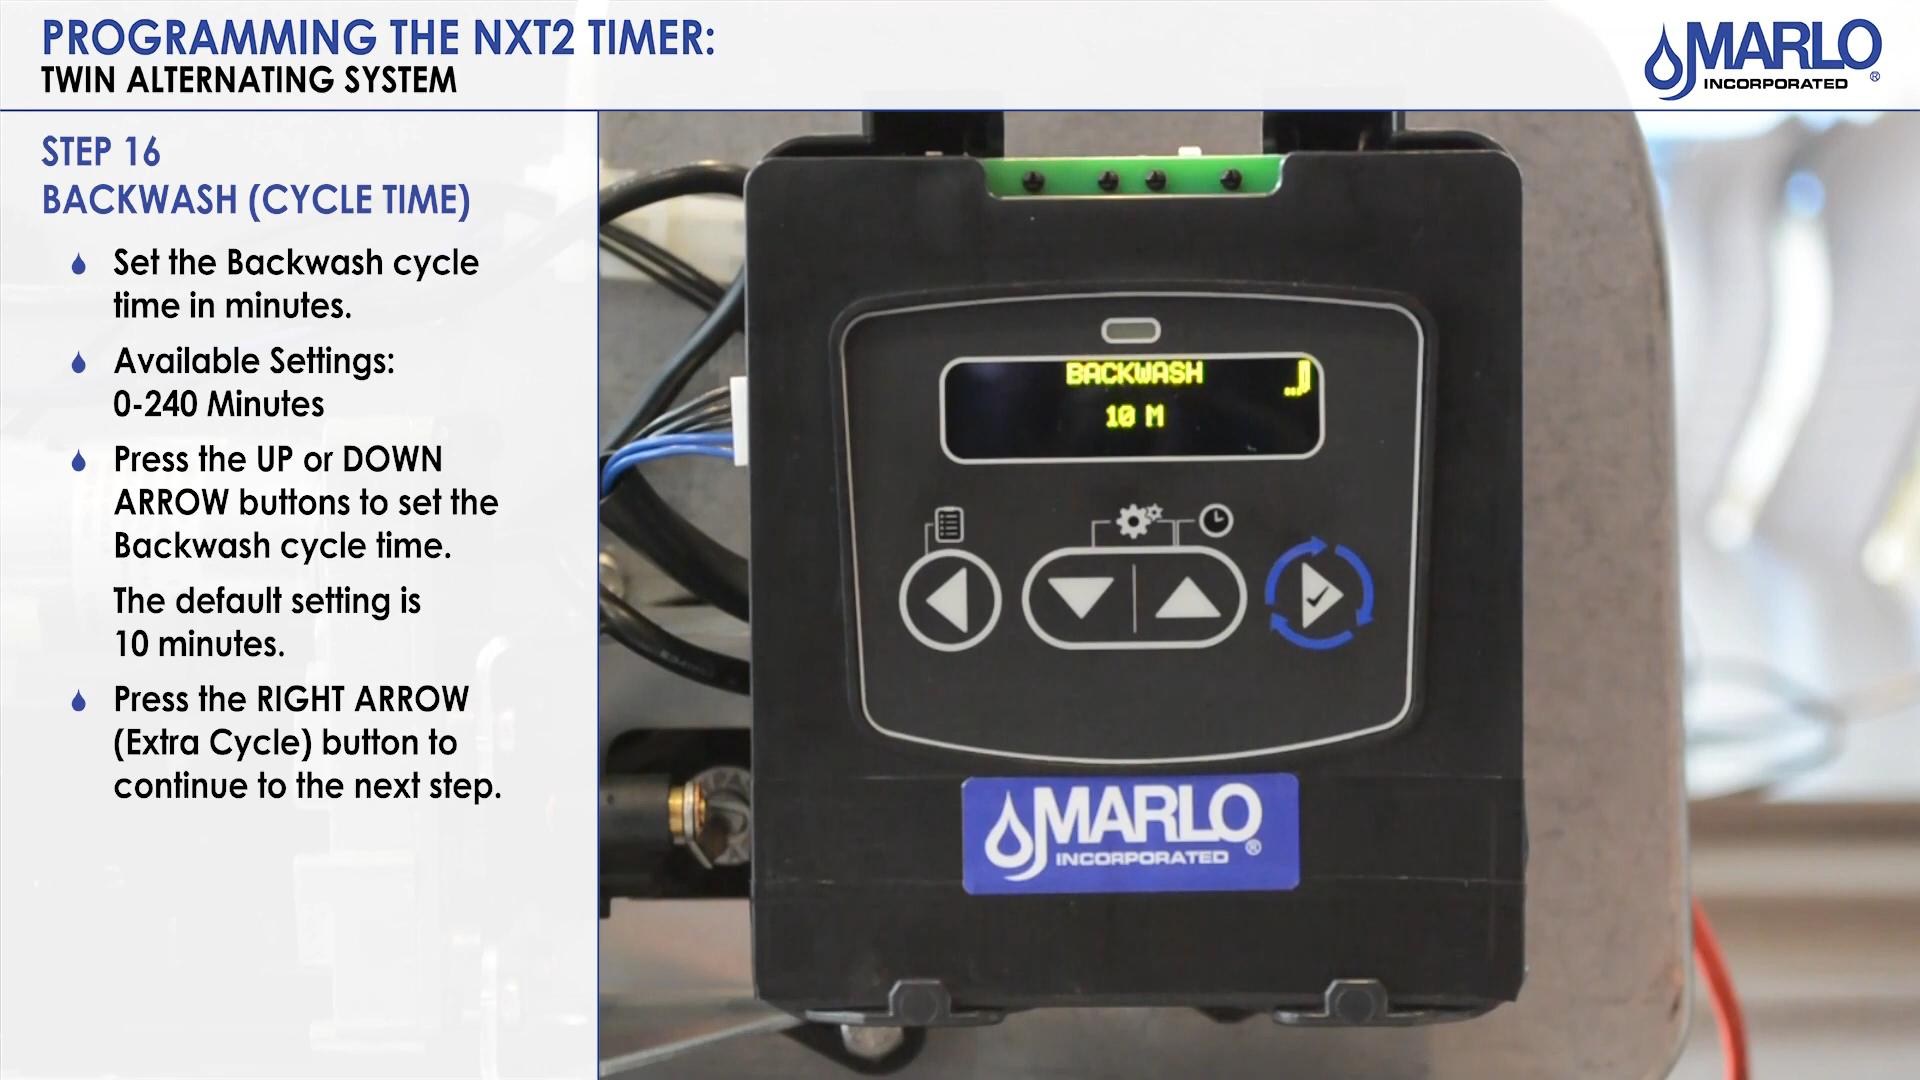 PROGRAMMING THE NXT2 TIMER:
TWIN ALTERNATING SYSTEM
MARLO
INCORPORATED
®
STEP 16
BACKWASH (CYCLE TIME)
Set the Backwash cycle
time in minutes.
Available Settings:
0-240 Minutes
Press the UP or DOWN
ARROW buttons to set the
Backwash cycle time.
The default setting is
10 minutes.
Press the RIGHT ARROW
(Extra Cycle) button to
continue to the next step.
BACKWASH
10 M
MARLO
INCORPORATED
®